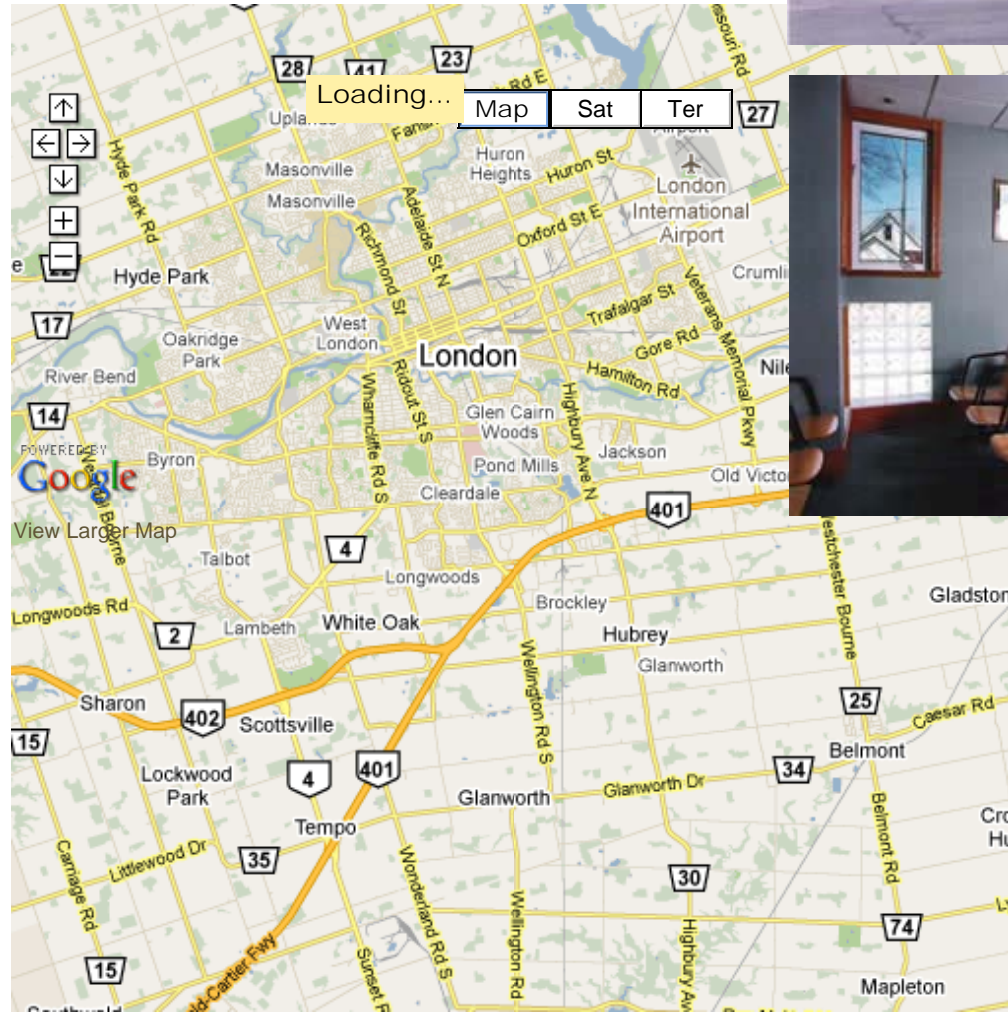 28
41
23
Rd E
Loading...
Map
Sat
Ter
27
Airport
Huron
Heights
Huron St
Masonville
Masonville
London
International
Airport
Hyde Park Rd
Adelaide St N
Oxford St E
Richmond St
Hyde Park
22
Trafalgar St
Veterans Memorial Pkwy
17
Oakridge
Park
West
London
London
Gore Rd
River Bend
Hamilton Rd
Wharncliffe Rd S
Ridout St S
Highbury Ave N
14
Glen Cairn
Woods
POWERED BY
Google
Byron
Jackson
Pond Mills
Cleardale
401
View Larger Map
4
Talbot
Longwoods
Longwoods Rd
2
Lambeth
White Oak
Brockley
Hubrey
Glanworth
Wellington Rd S
Sharon
402
Scottsville
25
Caesar Rd
15
Belmont
Lockwood
Park
4
401
34
Glanworth
Glanworth Dr
Tempo
Belmont Rd
Littlewood Dr
35
Carriage Rd
Wonderland Rd S
Wellington Rd
30
74
15
Mapleton